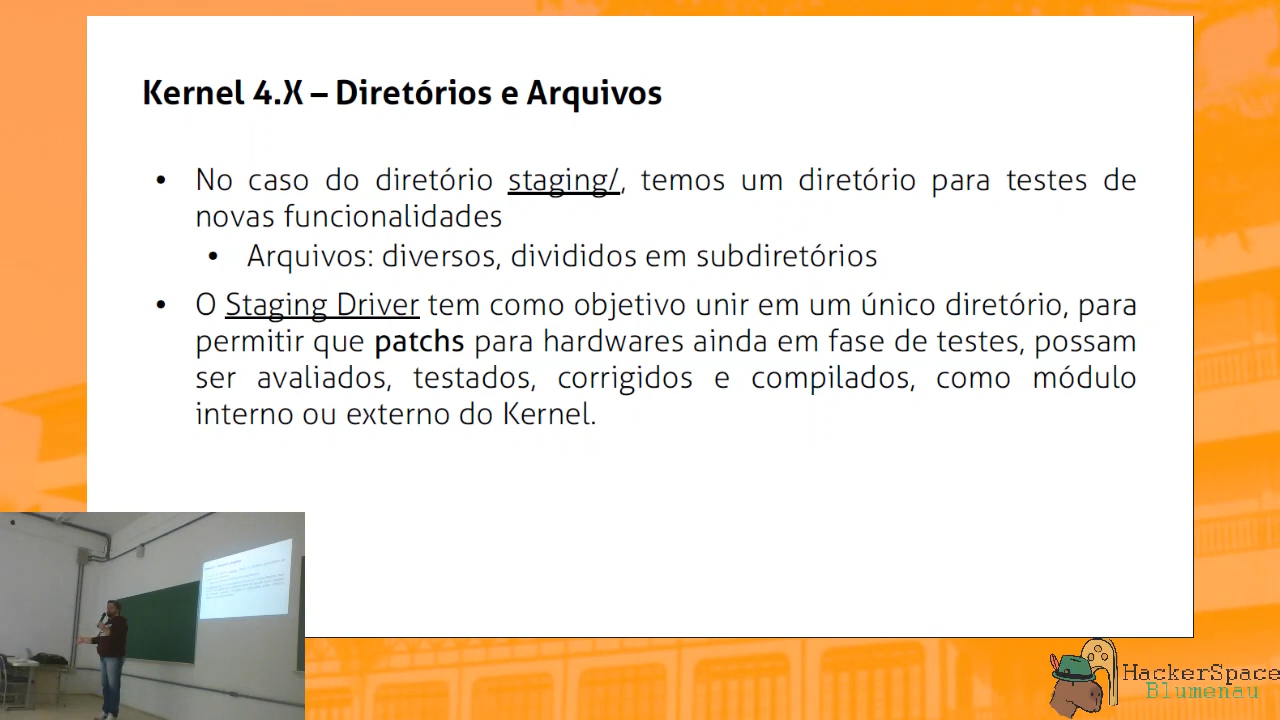 Kernel 4.X – Diretórios e Arquivos
• No caso do diretório staging/, temos um diretório para testes de
novas funcionalidades
• Arquivos: diversos, divididos em subdiretórios
• O Staging Driver tem como objetivo unir em um único diretório, para
permitir que patchs para hardwares ainda em fase de testes, possam
ser avaliados, testados, corrigidos e compilados, como módulo
interno ou externo do Kernel.
HackerSpace
Blumenau